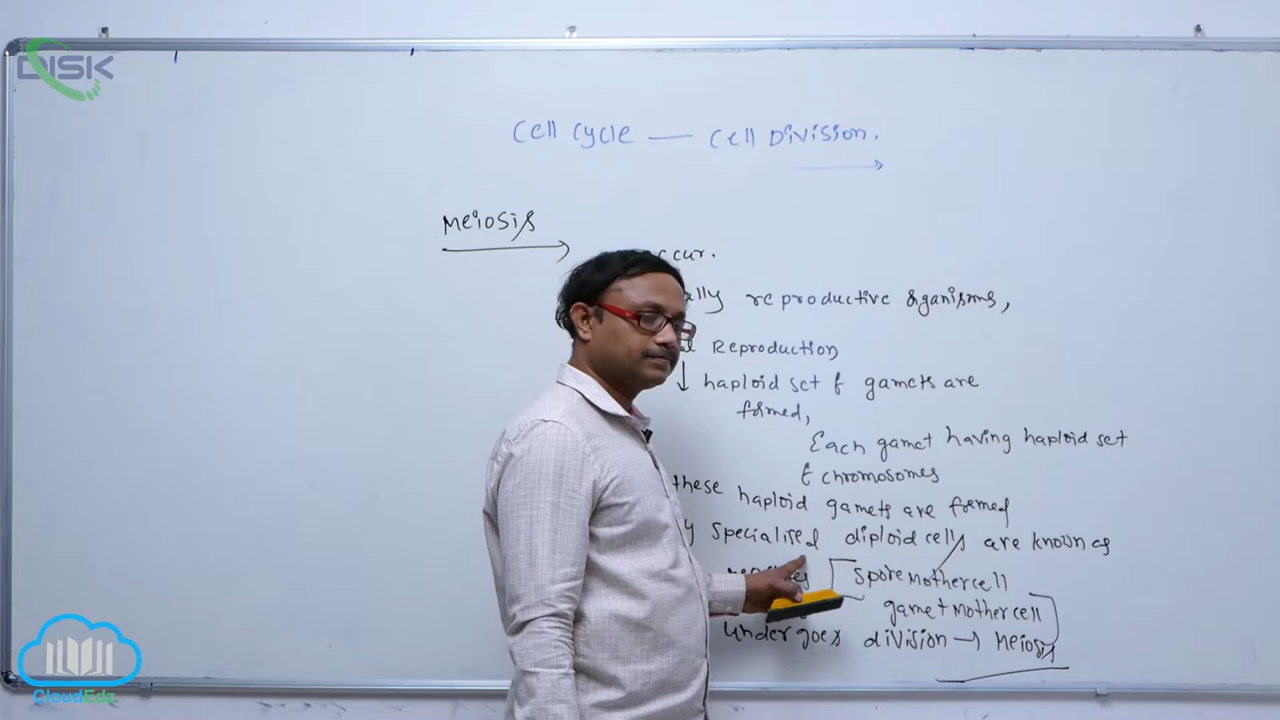 DISK
Cell Cycle — Cell Division.
Meiosis
ccur.
ally reproductive organisms,
Reproduction
↓ haploid set of gamets are
formed,
Each gamet having haploid set
of chromosomes
these haploid gamets are formed
y specialised diploid cells are known as
meocytes
spore mother cell
gamet mother cell
undergoes division → Meiosis
CloudEdz